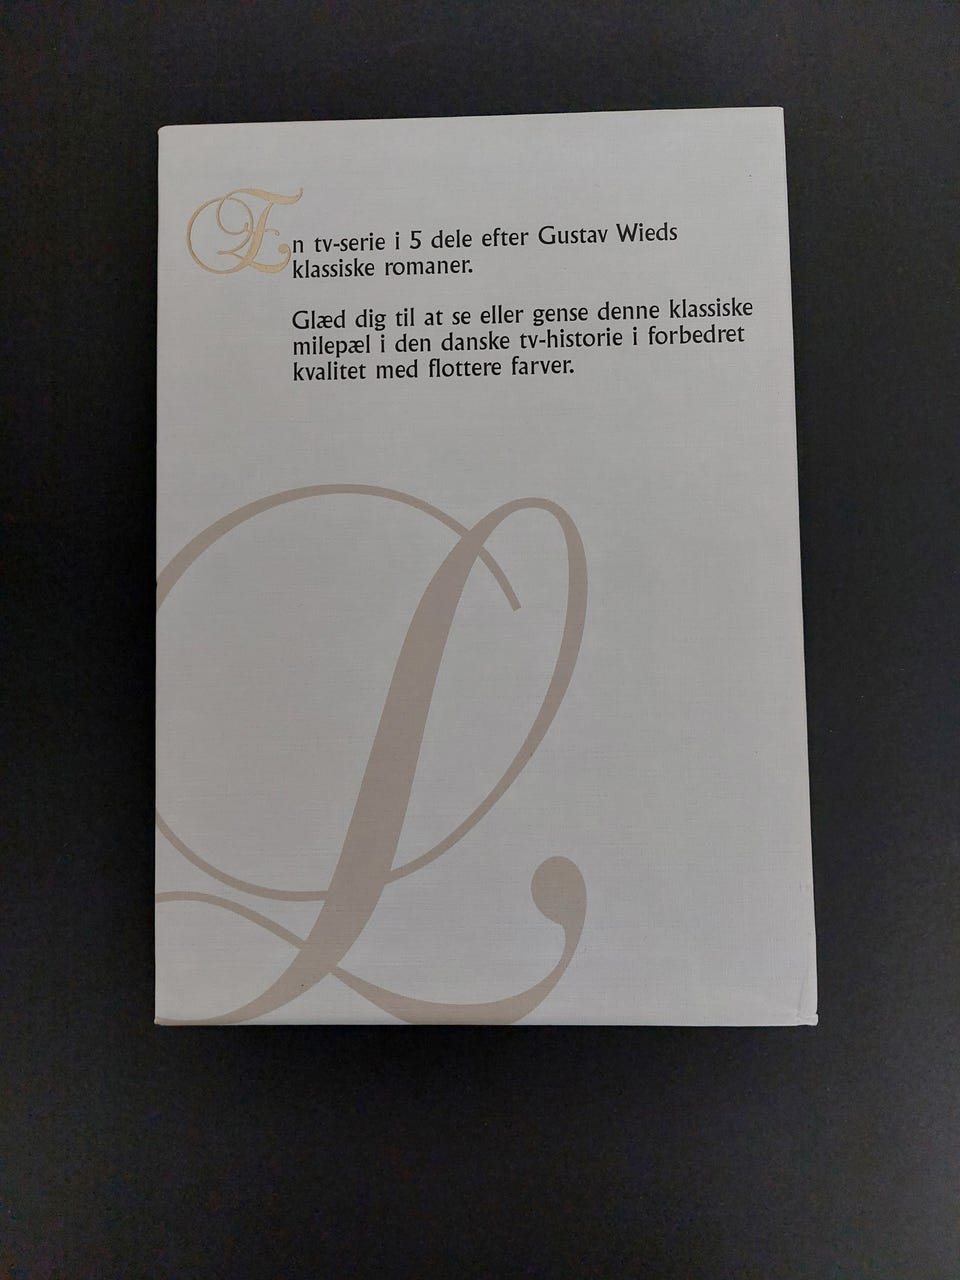 En tv-serie i 5 dele efter Gustav Wieds
klassiske romaner.
Glæd dig til at se eller gense denne klassiske
milepæl i den danske tv-historie i forbedret
kvalitet med flottere farver.
L